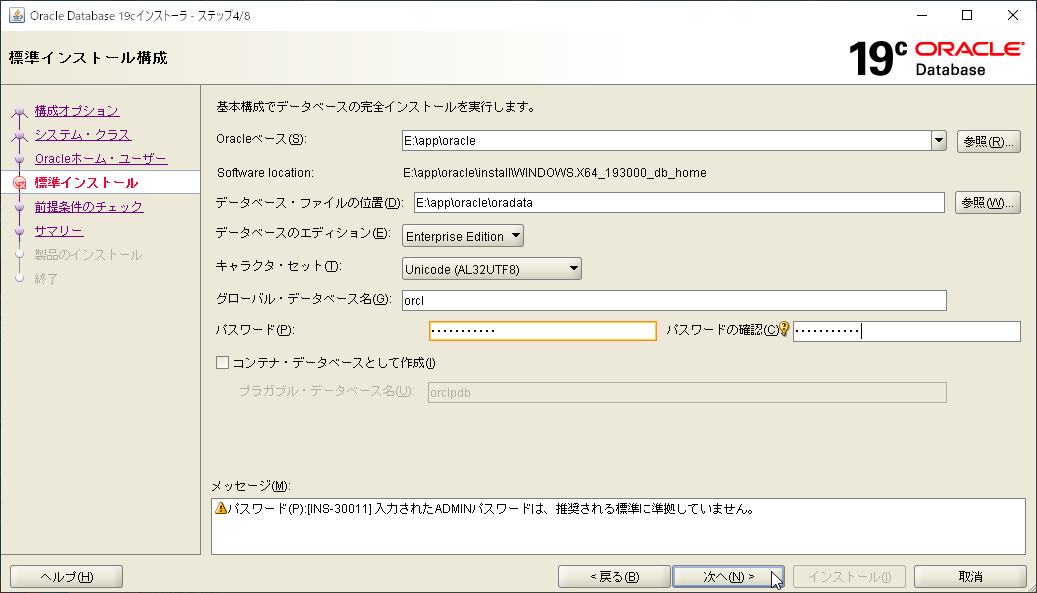 Oracle Database 19cインストーラ - ステップ4/8
標準インストール構成
19c ORACLE Database
構成オプション
システム・クラス
Oracleホーム・ユーザー
標準インストール
前提条件のチェック
サマリー
製品のインストール
終了
基本構成でデータベースの完全インストールを実行します。
Oracleベース(S): E:\app\oracle 参照(R)...
Software location: E:\app\oracle\install\WINDOWS.X64_193000_db_home
データベース・ファイルの位置(D): E:\app\oracle\oradata 参照(W)...
データベースのエディション(E): Enterprise Edition
キャラクタ・セット(T): Unicode (AL32UTF8)
グローバル・データベース名(G): orcl
パスワード(P): ••••••••••• パスワードの確認(C) •••••••••••
コンテナ・データベースとして作成(I)
プラガブル・データベース名(U): orclpdb
メッセージ(M):
パスワード(P):[INS-30011] 入力されたADMINパスワードは、推奨される標準に準拠していません。
ヘルプ(H) < 戻る(B) 次へ(N) > インストール(I) 取消